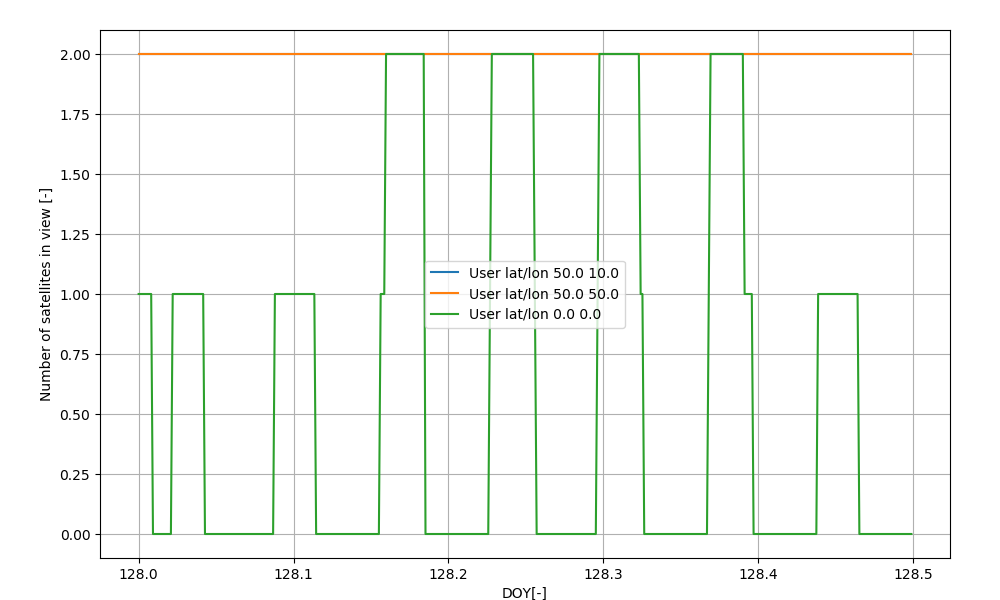 2.00
1.75
1.50
1.25
1.00
0.75
0.50
0.25
0.00
Number of satellites in view [-]
User lat/lon 50.0 10.0
User lat/lon 50.0 50.0
User lat/lon 0.0 0.0
128.0 128.1 128.2 128.3 128.4 128.5
DOY[-]